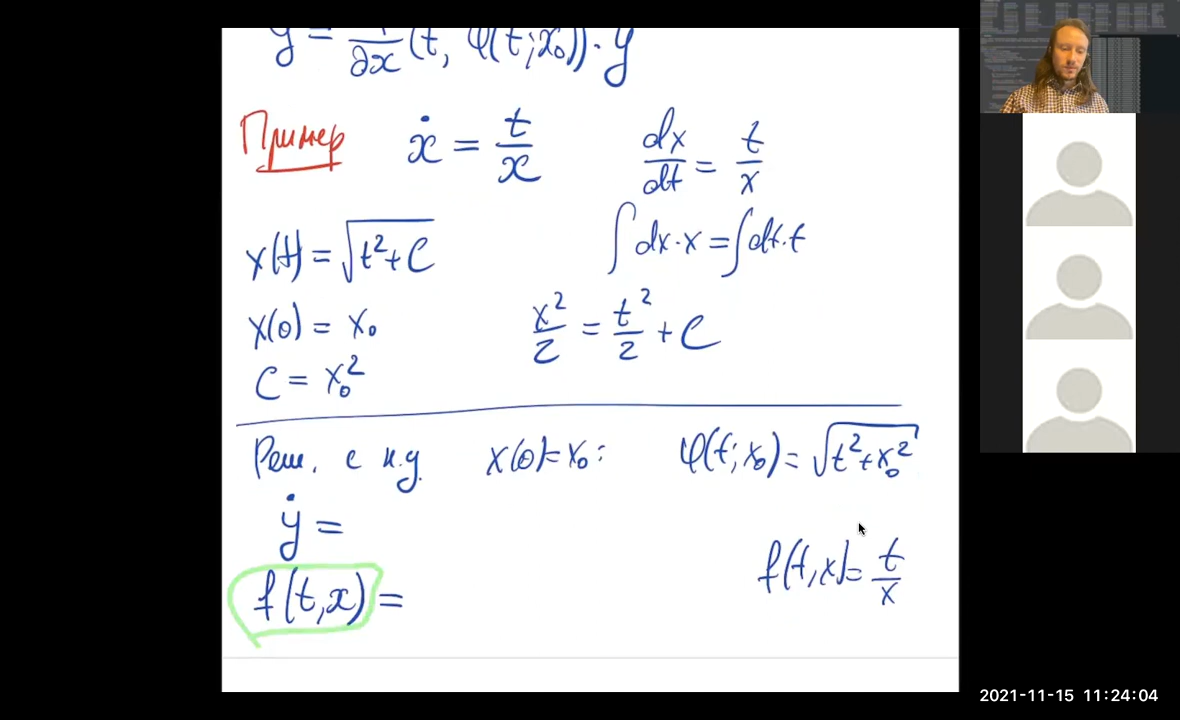 ẏ = ∂f/∂x (t, φ(t; x₀)) · y
Пример ẋ = t/x dx/dt = t/x
x(t) = √(t² + C) ∫dx·x = ∫dt·t
x(0) = x₀ x²/2 = t²/2 + C
C = x₀²
Реш. с н.у. x(0) = x₀: φ(t; x₀) = √(t² + x₀²)
ẏ =
f(t,x) = f(t,x) = t/x
2021-11-15 11:24:04